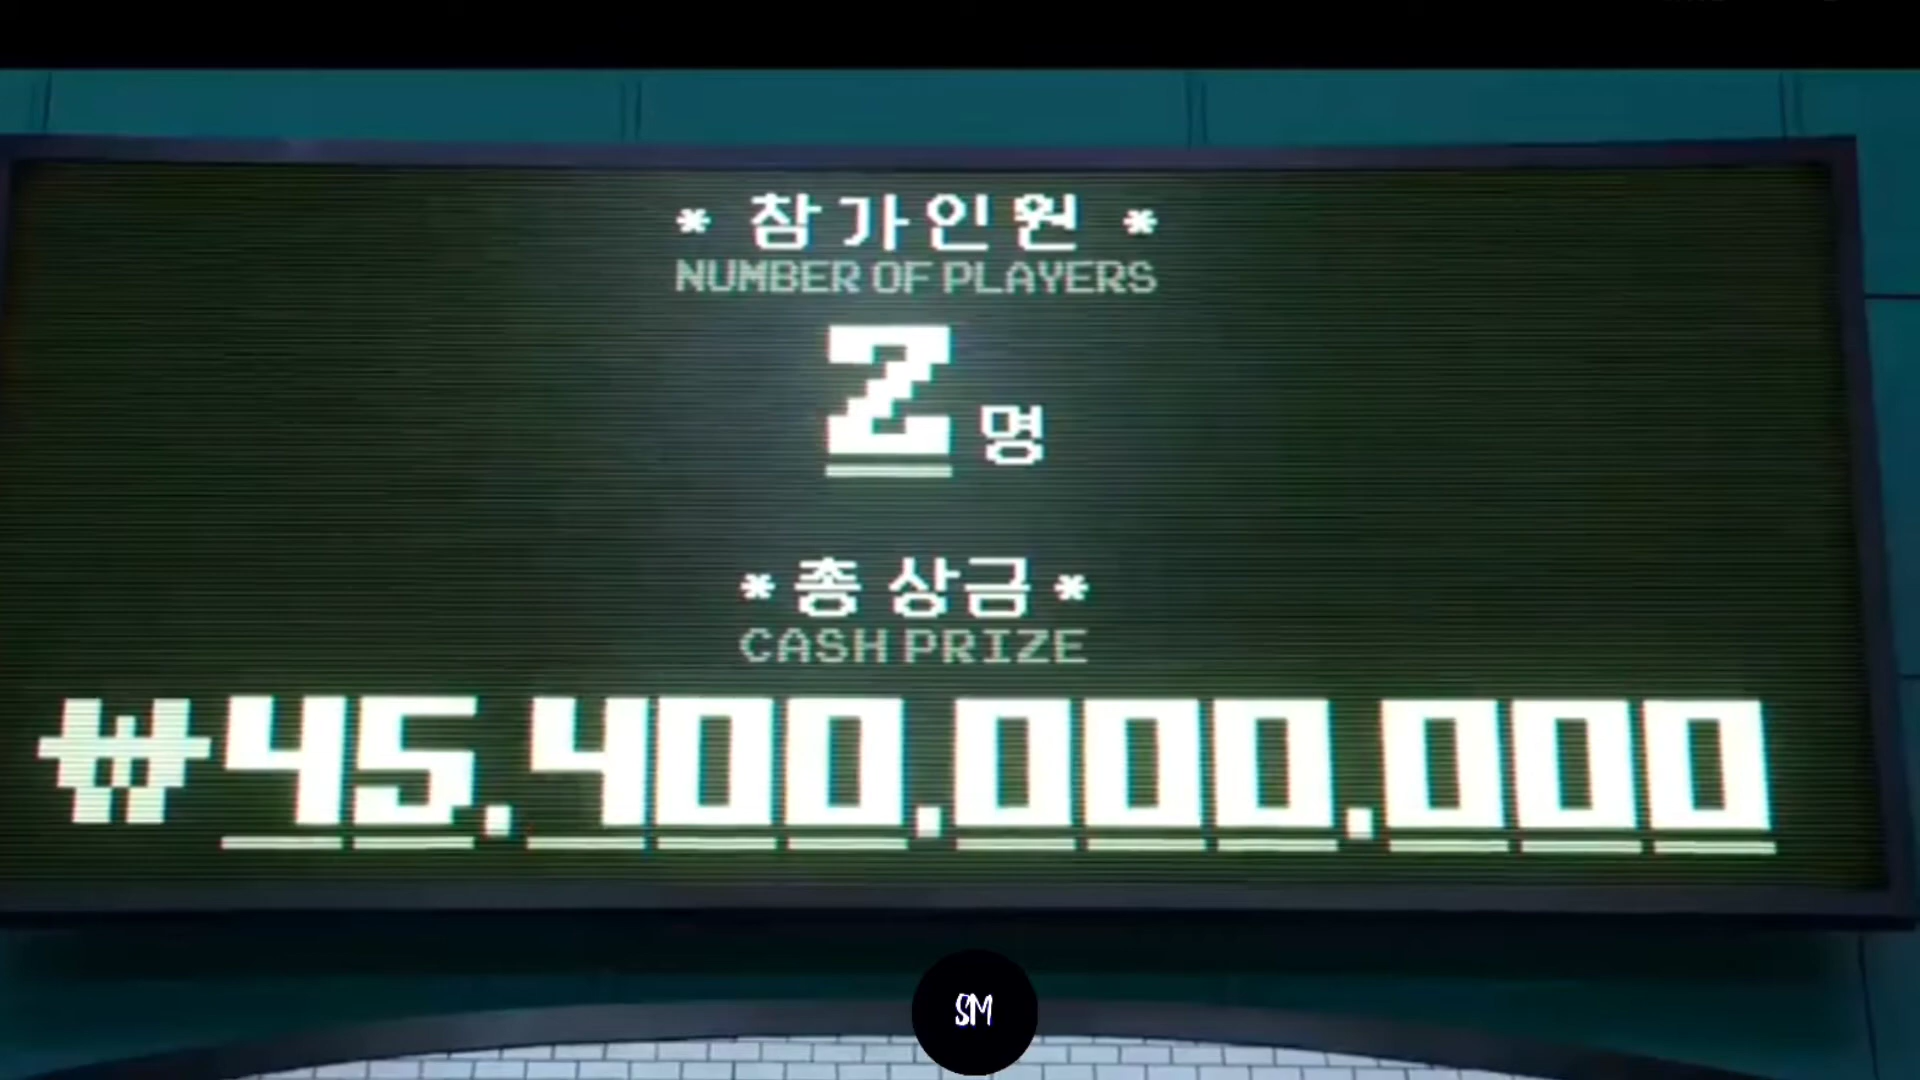 * 참가인원 *
NUMBER OF PLAYERS
2 명
* 총 상금 *
CASH PRIZE
₩45.400.000.000
SM